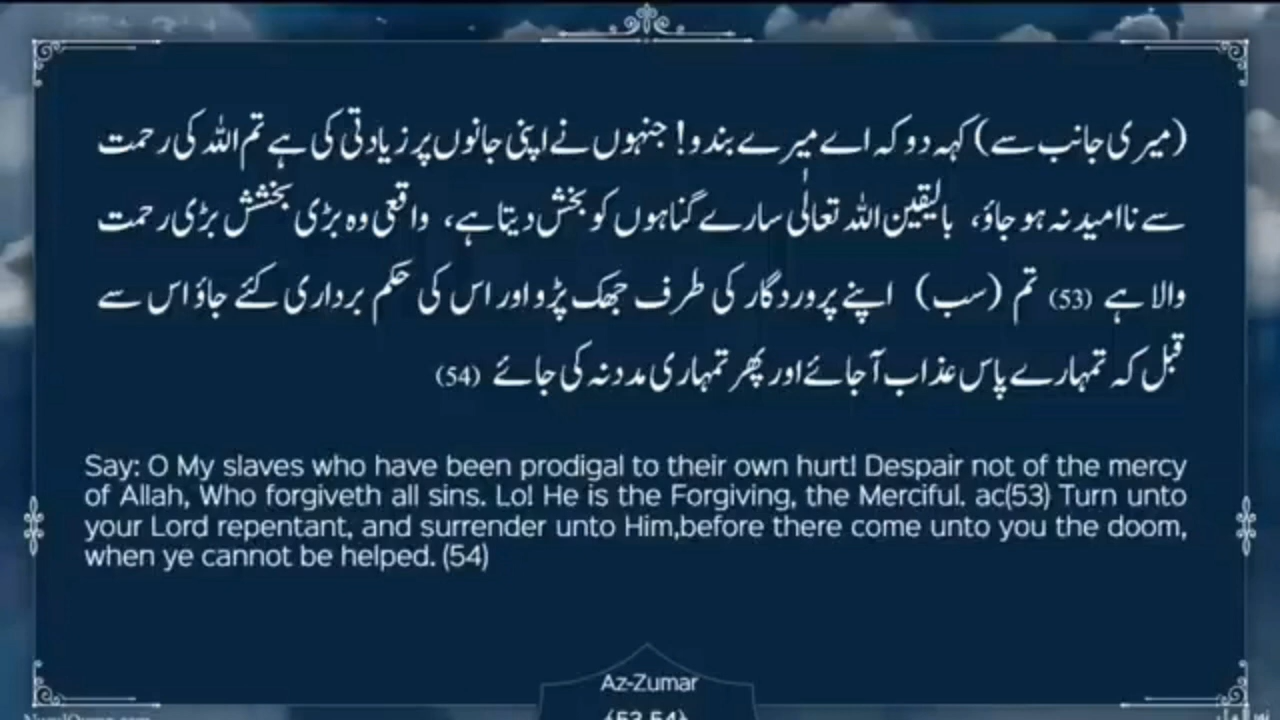 (میری جانب سے) کہہ دو کہ اے میرے بندو! جنہوں نے اپنی جانوں پر زیادتی کی ہے تم اللہ کی رحمت
سے ناامید نہ ہو جاؤ، بالیقین اللہ تعالٰی سارے گناہوں کو بخش دیتا ہے، واقعی وہ بڑی بخشش بڑی رحمت
والا ہے (53) تم (سب) اپنے پروردگار کی طرف جھک پڑو اور اس کی حکم برداری کئے جاؤ اس سے
قبل کہ تمہارے پاس عذاب آ جائے اور پھر تمہاری مدد نہ کی جائے (54)
Say: O My slaves who have been prodigal to their own hurt! Despair not of the mercy
of Allah, Who forgiveth all sins. Lo! He is the Forgiving, the Merciful. ac(53) Turn unto
your Lord repentant, and surrender unto Him,before there come unto you the doom,
when ye cannot be helped. (54)
Az-Zumar
(53,54)